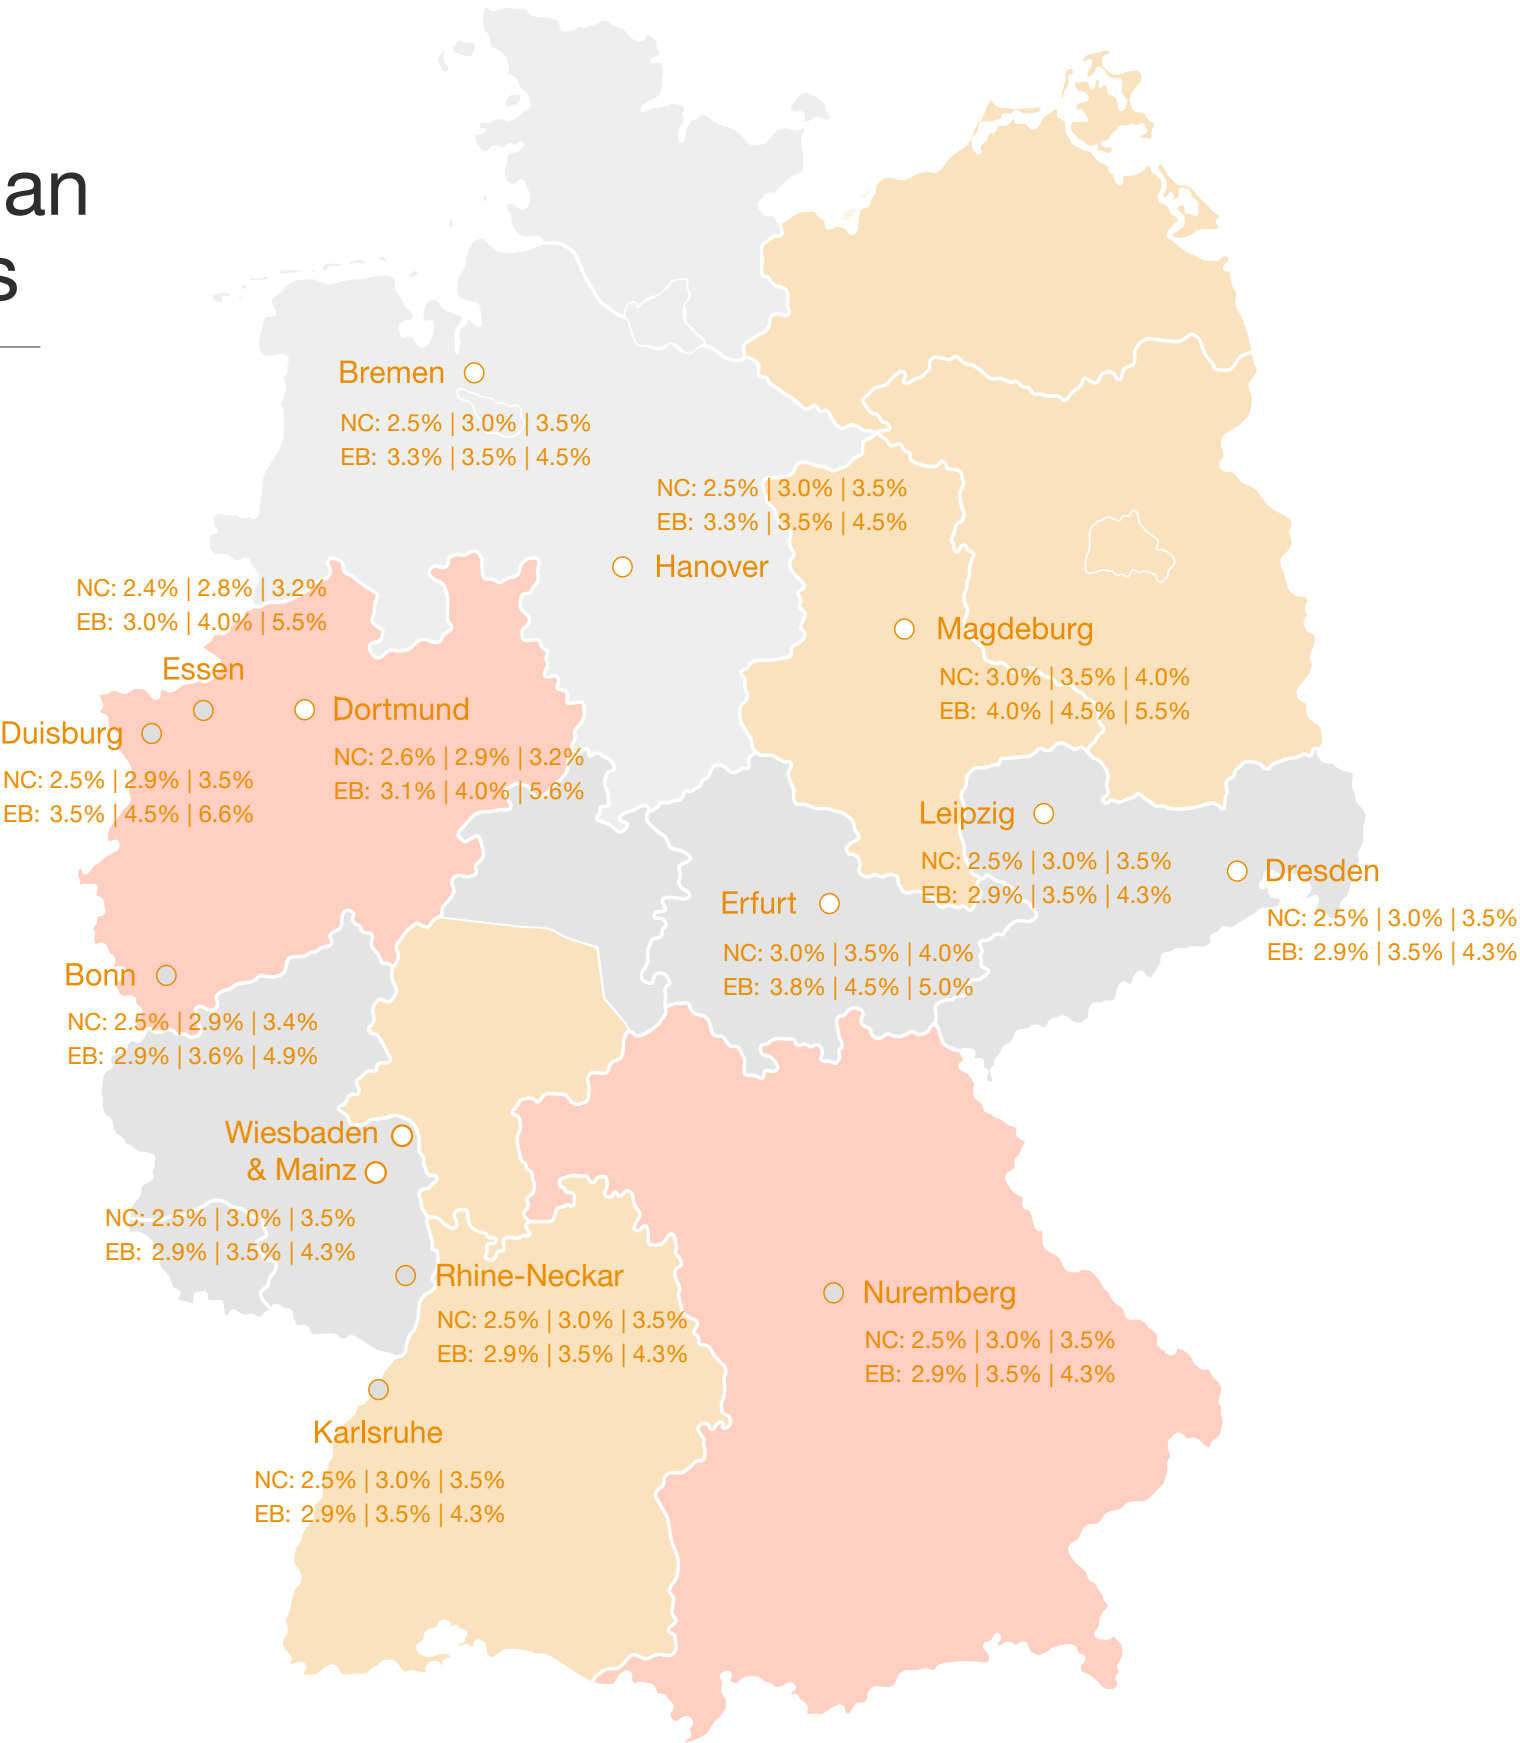 an
s
Bremen
NC: 2.5% | 3.0% | 3.5%
EB: 3.3% | 3.5% | 4.5%
NC: 2.5% | 3.0% | 3.5%
EB: 3.3% | 3.5% | 4.5%
Hanover
NC: 2.4% | 2.8% | 3.2%
EB: 3.0% | 4.0% | 5.5%
Essen
Magdeburg
NC: 3.0% | 3.5% | 4.0%
EB: 4.0% | 4.5% | 5.5%
Dortmund
NC: 2.6% | 2.9% | 3.2%
EB: 3.1% | 4.0% | 5.6%
Duisburg
NC: 2.5% | 2.9% | 3.5%
EB: 3.5% | 4.5% | 6.6%
Leipzig
NC: 2.5% | 3.0% | 3.5%
EB: 2.9% | 3.5% | 4.3%
Dresden
NC: 2.5% | 3.0% | 3.5%
EB: 2.9% | 3.5% | 4.3%
Erfurt
NC: 3.0% | 3.5% | 4.0%
EB: 3.8% | 4.5% | 5.0%
Bonn
NC: 2.5% | 2.9% | 3.4%
EB: 2.9% | 3.6% | 4.9%
Wiesbaden
& Mainz
NC: 2.5% | 3.0% | 3.5%
EB: 2.9% | 3.5% | 4.3%
Rhine-Neckar
NC: 2.5% | 3.0% | 3.5%
EB: 2.9% | 3.5% | 4.3%
Nuremberg
NC: 2.5% | 3.0% | 3.5%
EB: 2.9% | 3.5% | 4.3%
Karlsruhe
NC: 2.5% | 3.0% | 3.5%
EB: 2.9% | 3.5% | 4.3%